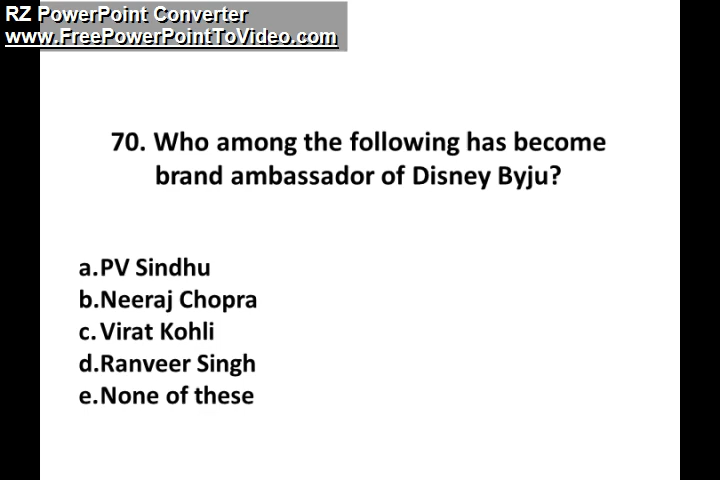 RZ PowerPoint Converter
www.FreePowerPointToVideo.com
70. Who among the following has become
brand ambassador of Disney Byju?
a.PV Sindhu
b.Neeraj Chopra
c.Virat Kohli
d.Ranveer Singh
e.None of these